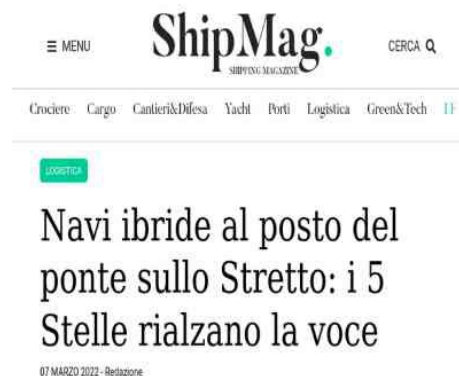 ☰ MENU
ShipMag.
SHIPPING MAGAZINE
CERCA
Crociere Cargo Cantieri&Difesa Yacht Porti Logistica Green&Tech
LOGISTICA
Navi ibride al posto del
ponte sullo Stretto: i 5
Stelle rialzano la voce
07 MARZO 2022 - Redazione